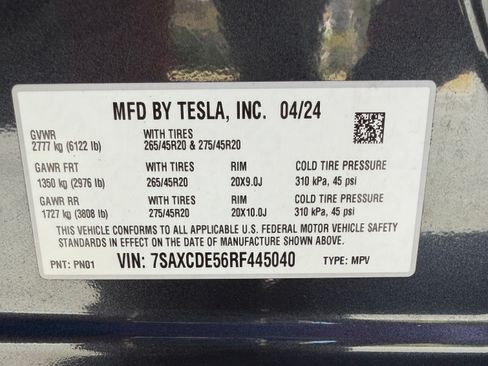 MFD BY TESLA, INC. 04/24
GVWR WITH TIRES
2777 kg (6122 lb) 265/45R20 & 275/45R20
GAWR FRT WITH TIRES RIM COLD TIRE PRESSURE
1350 kg (2976 lb) 265/45R20 20X9.0J 310 kPa, 45 psi
GAWR RR WITH TIRES RIM COLD TIRE PRESSURE
1727 kg (3808 lb) 275/45R20 20X10.0J 310 kPa, 45 psi
THIS VEHICLE CONFORMS TO ALL APPLICABLE U.S. FEDERAL MOTOR VEHICLE SAFETY
STANDARDS IN EFFECT ON THE DATE OF MANUFACTURE SHOWN ABOVE.
PNT: PN01 VIN: 7SAXCDE56RF445040 TYPE: MPV